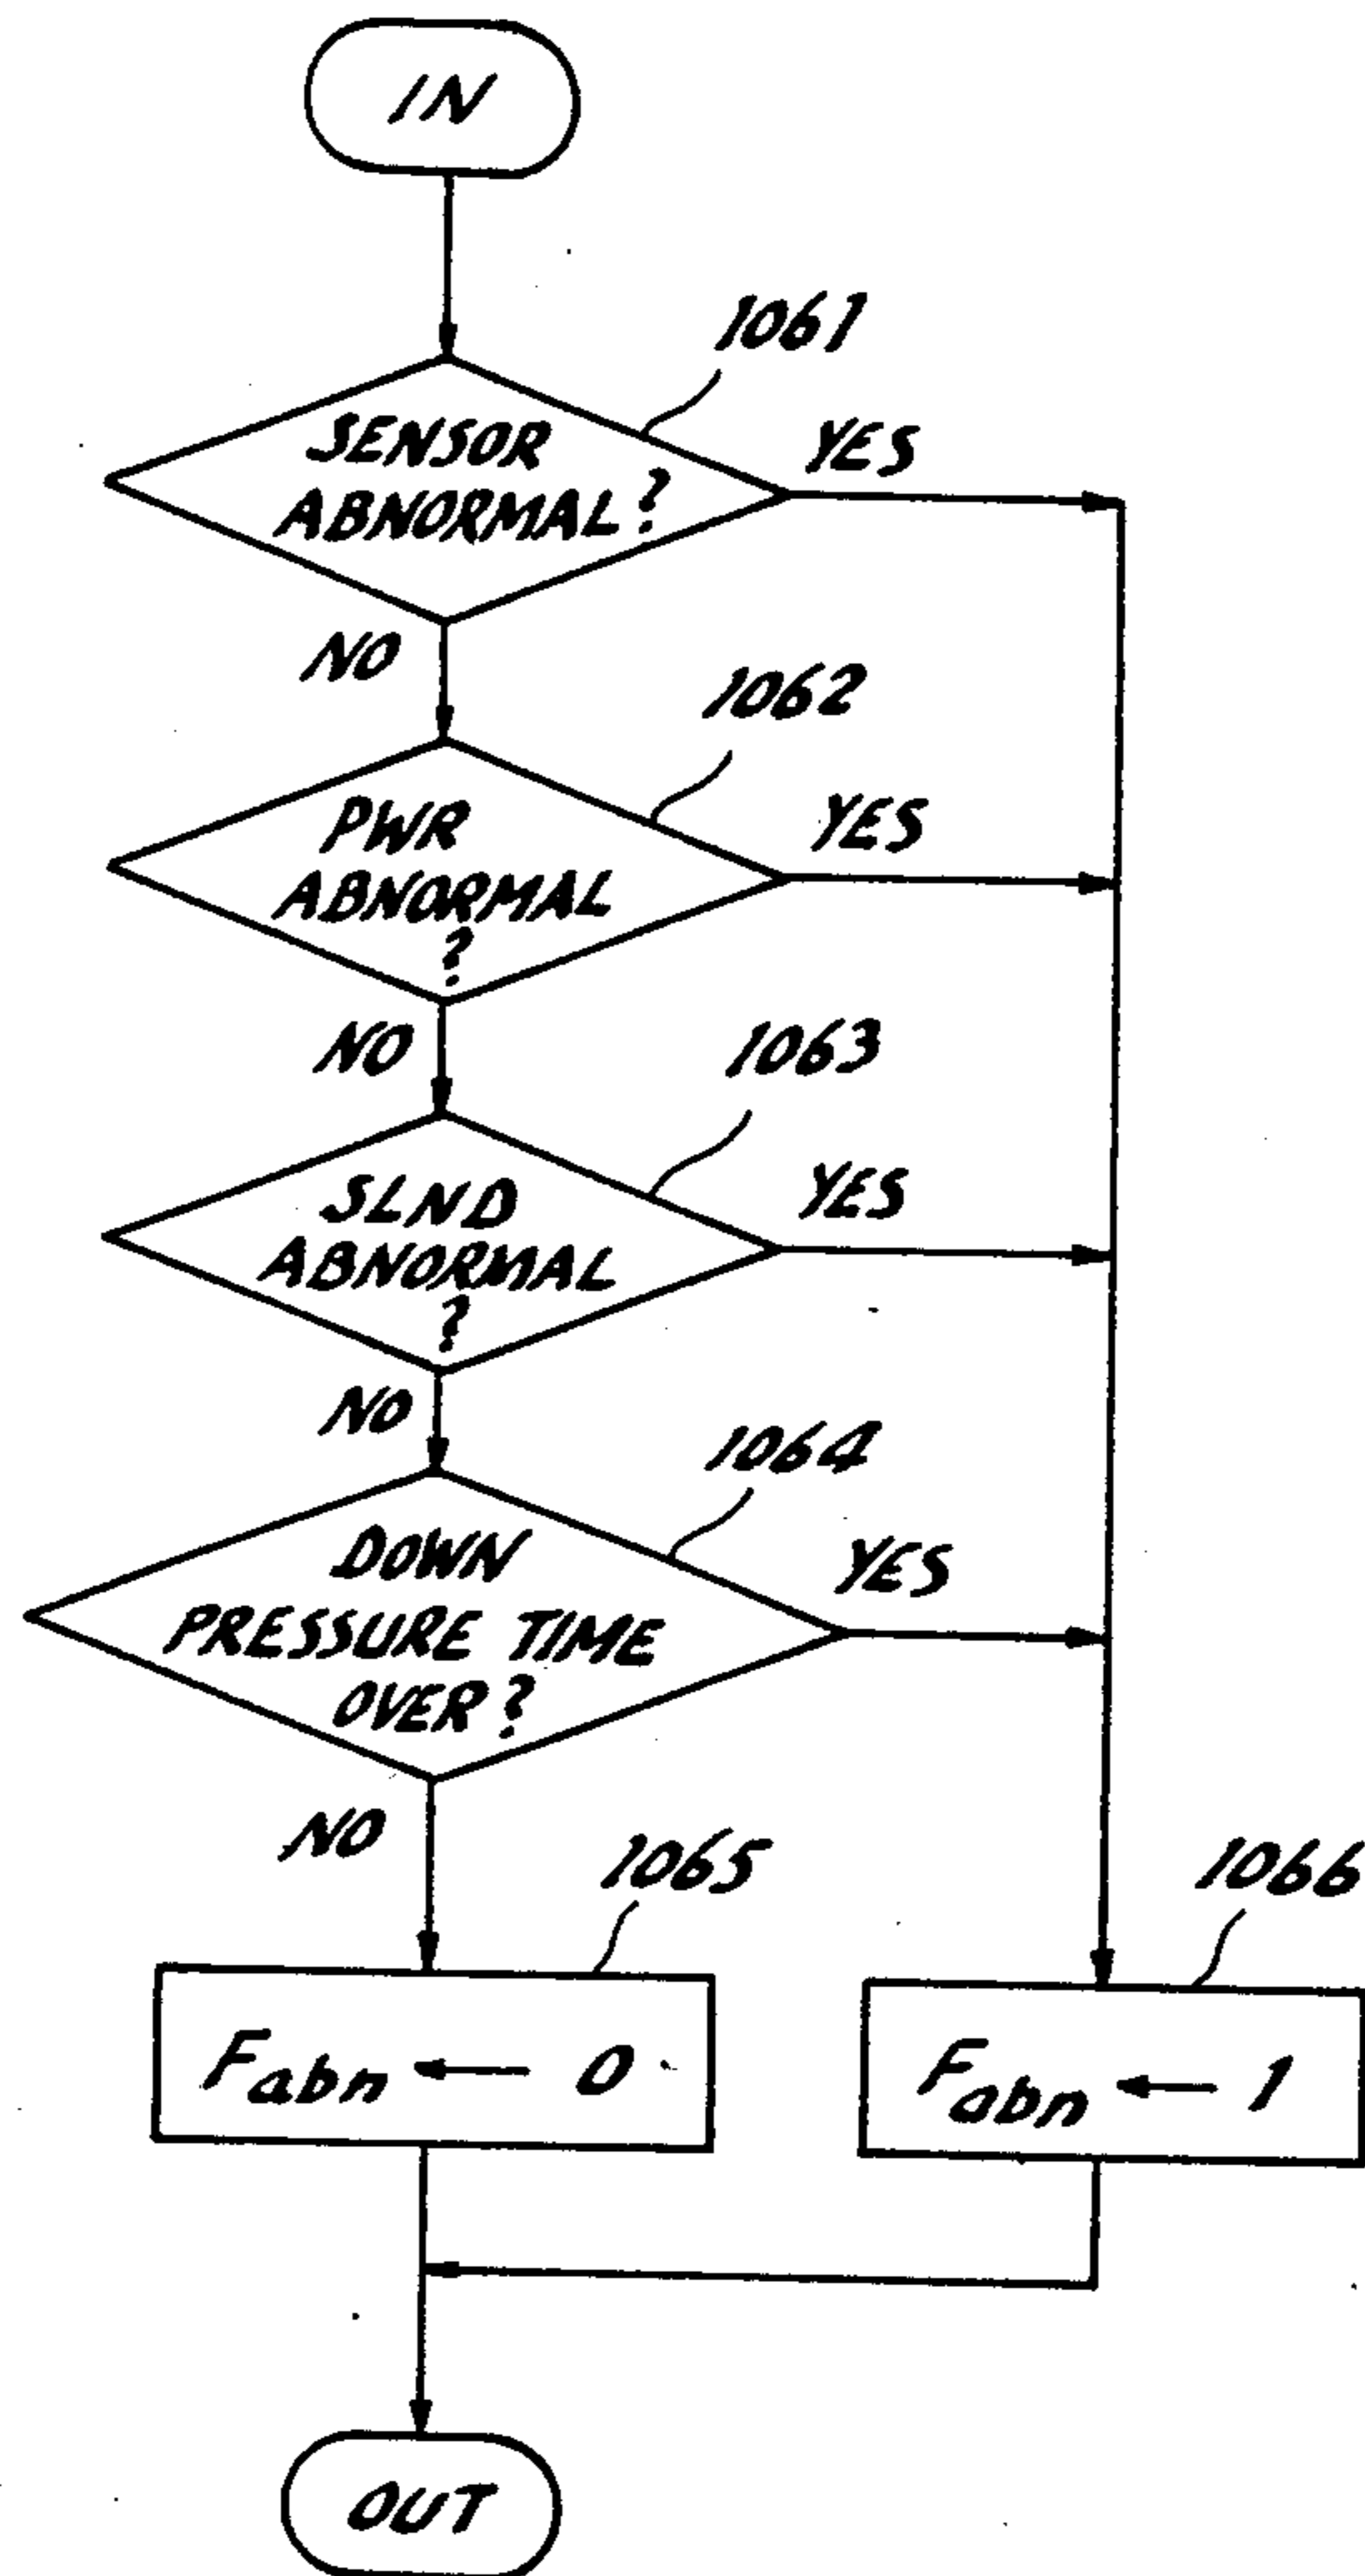 IN
1061
SENSOR
ABNORMAL?
YES
NO
1062
PWR
ABNORMAL
?
YES
NO
1063
SLND
ABNORMAL
?
YES
NO
1064
DOWN
PRESSURE TIME
OVER?
YES
NO
1065
1066
Fabn ← 0
Fabn ← 1
OUT